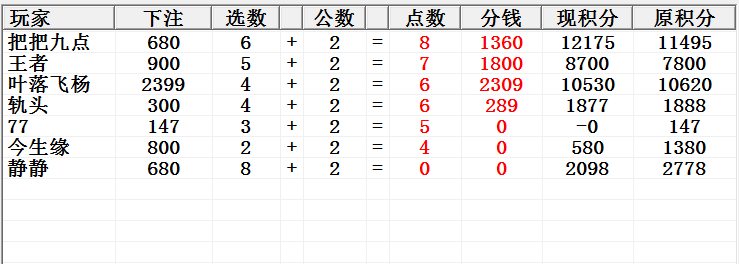 玩家 下注 选数 公数 点数 分钱 现积分 原积分
把把九点 680 6 + 2 = 8 1360 12175 11495
王者 900 5 + 2 = 7 1800 8700 7800
叶落飞杨 2399 4 + 2 = 6 2309 10530 10620
轨头 300 4 + 2 = 6 289 1877 1888
77 147 3 + 2 = 5 0 -0 147
今生缘 800 2 + 2 = 4 0 580 1380
静静 680 8 + 2 = 0 0 2098 2778